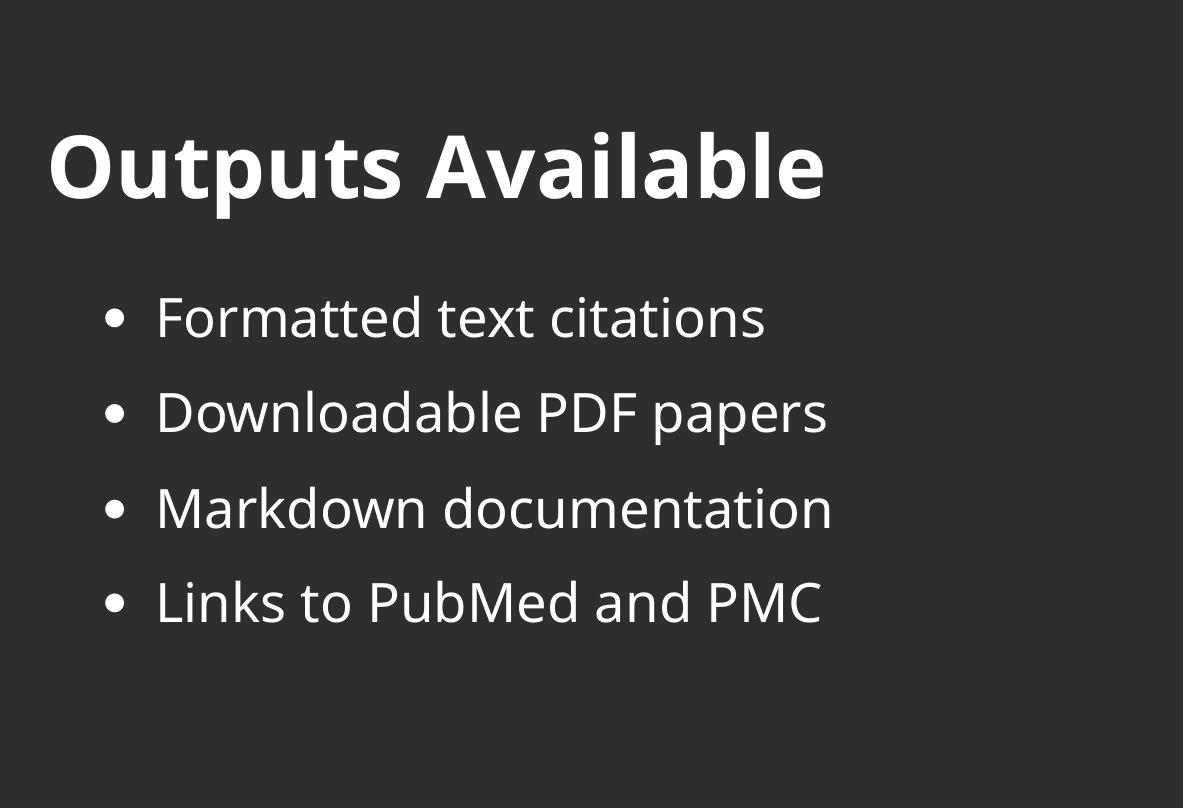 Outputs Available
• Formatted text citations
• Downloadable PDF papers
• Markdown documentation
• Links to PubMed and PMC